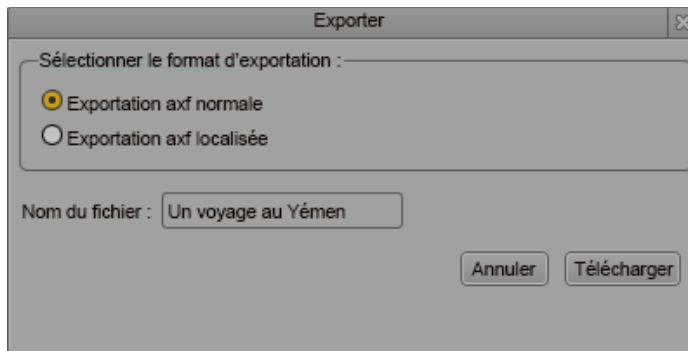 Exporter
Sélectionner le format d'exportation :
Exportation axf normale
Exportation axf localisée
Nom du fichier : Un voyage au Yémen
Annuler Télécharger